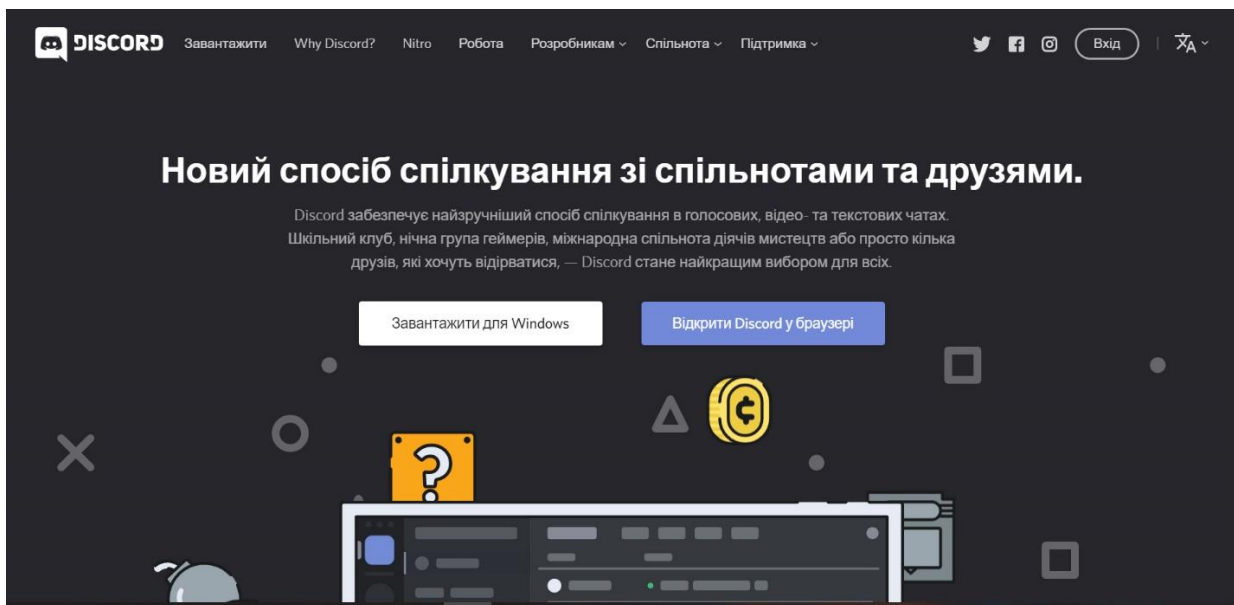 DISCORD Завантажити Why Discord? Nitro Робота Розробникам Спільнота Підтримка Вхід
Новий спосіб спілкування зі спільнотами та друзями.
Discord забезпечує найзручніший спосіб спілкування в голосових, відео- та текстових чатах.
Шкільний клуб, нічна група геймерів, міжнародна спільнота діячів мистецтв або просто кілька
друзів, які хочуть відірватися, — Discord стане найкращим вибором для всіх.
Завантажити для Windows Відкрити Discord у браузері